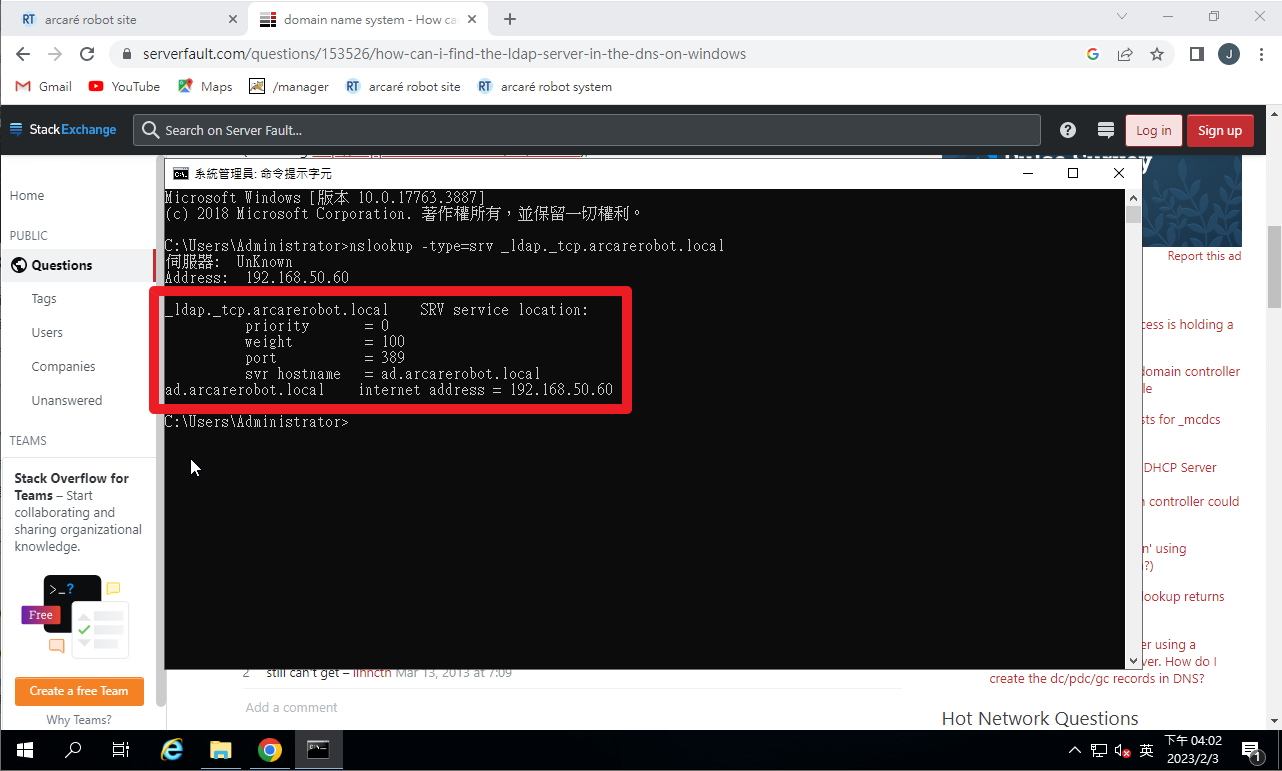 arcaré robot site
domain name system - How ca
serverfault.com/questions/153526/how-can-i-find-the-ldap-server-in-the-dns-on-windows
J
Gmail
YouTube
Maps
/manager
RT arcaré robot site
RT arcaré robot system
StackExchange
Search on Server Fault...
Log in
Sign up
Home
PUBLIC
Questions
Tags
Users
Companies
Unanswered
TEAMS
Stack Overflow for
Teams – Start
collaborating and
sharing organizational
knowledge.
>_?
Free
Create a free Team
Why Teams?
系統管理員: 命令提示字元
Microsoft Windows [版本 10.0.17763.3887]
(c) 2018 Microsoft Corporation. 著作權所有，並保留一切權利。
C:\Users\Administrator>nslookup -type=srv _ldap._tcp.arcarerobot.local
伺服器:  UnKnown
Address:  192.168.50.60
_ldap._tcp.arcarerobot.local    SRV service location:
priority       = 0
weight         = 100
port           = 389
svr hostname   = ad.arcarerobot.local
ad.arcarerobot.local    internet address = 192.168.50.60
C:\Users\Administrator>
Report this ad
cess is holding a
domain controller
le
sts for _mcdcs
DHCP Server
n controller could
n' using
o?)
ookup returns
er using a
ver. How do I
create the dc/pdc/gc records in DNS?
Hot Network Questions
2 still can't get – linncth Mar 13, 2013 at 7:09
Add a comment
英
下午 04:02
2023/2/3
1